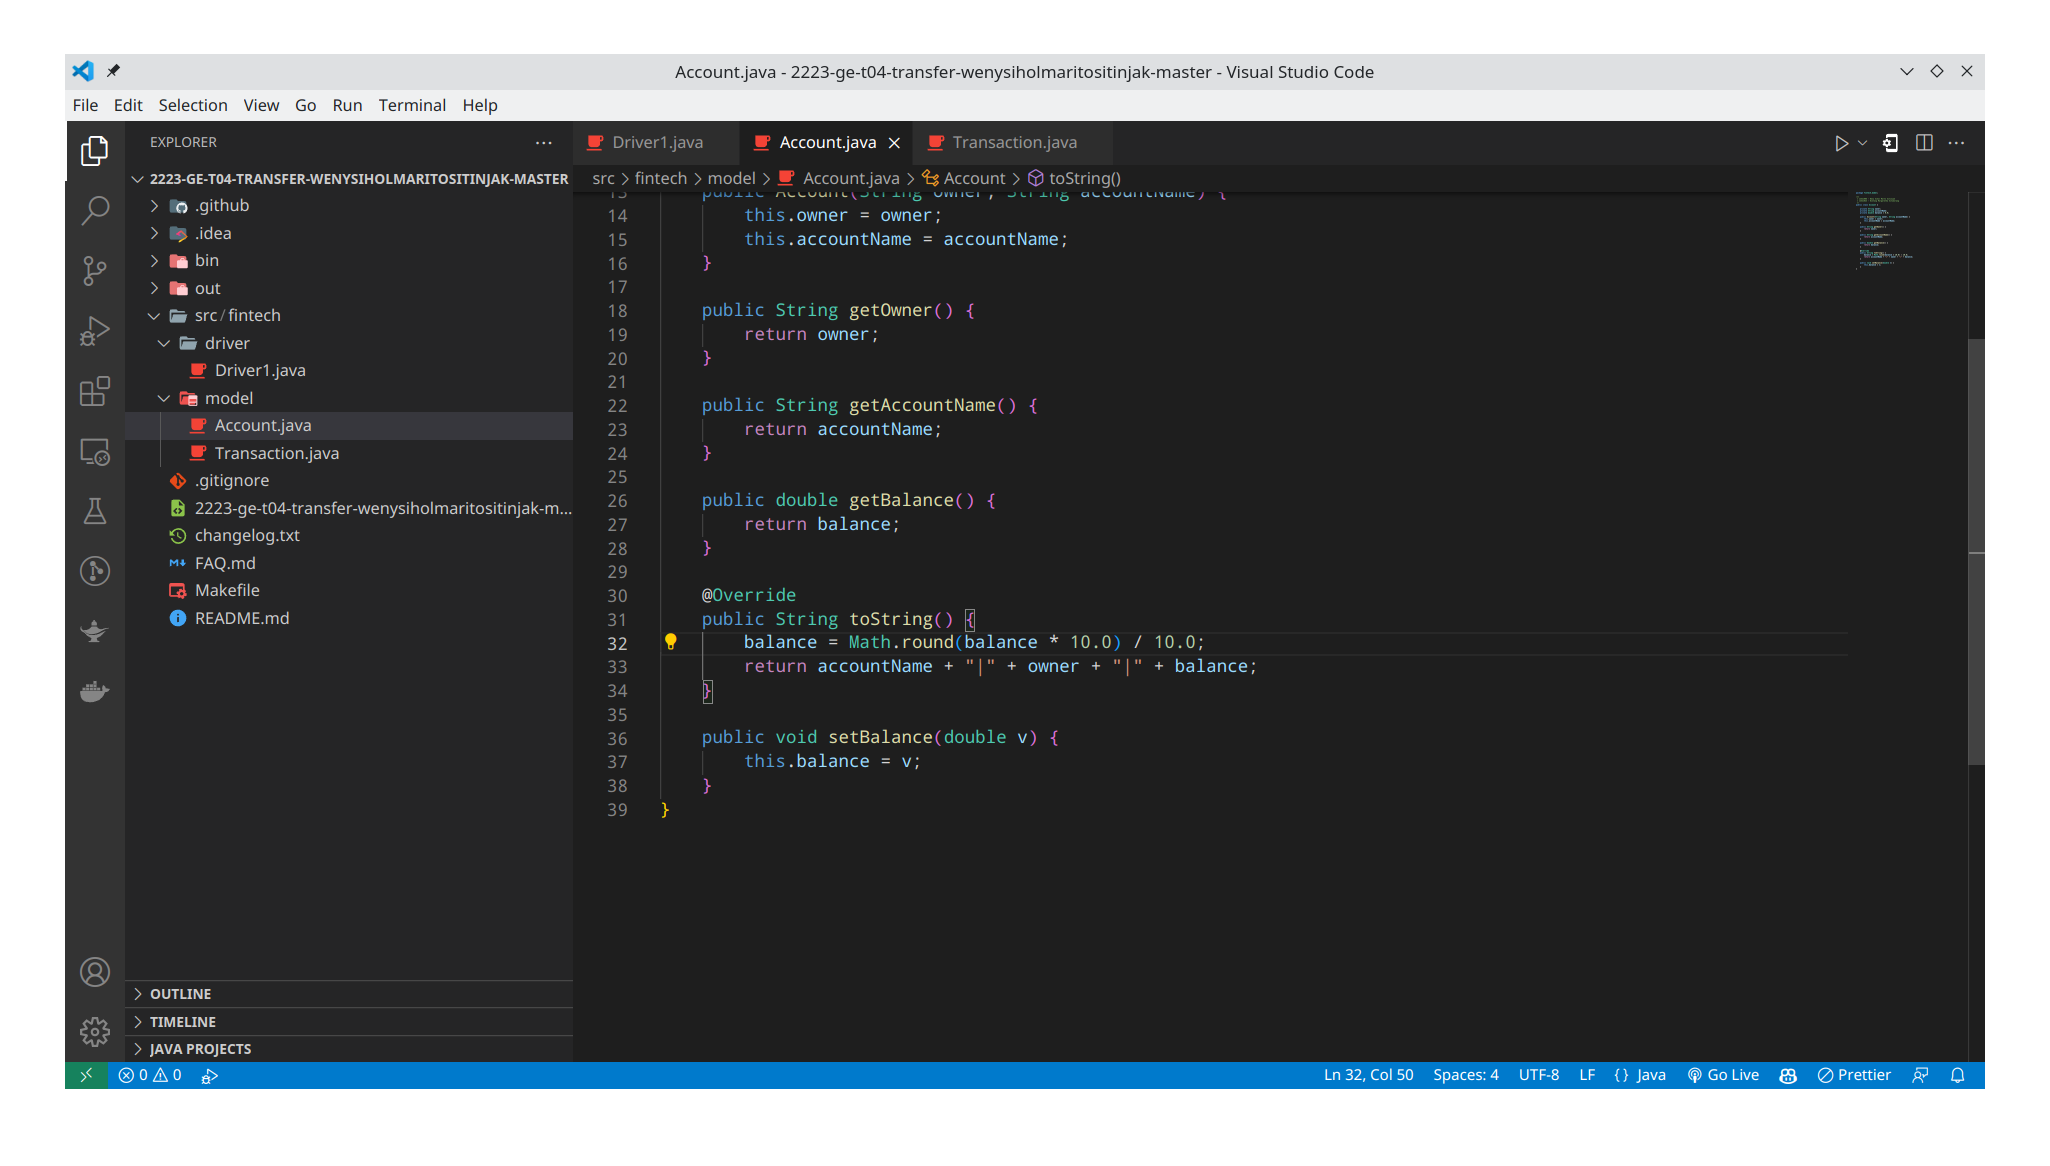 Account.java - 2223-ge-t04-transfer-wenysiholmaritositinjak-master - Visual Studio Code
File Edit Selection View Go Run Terminal Help
EXPLORER
2223-GE-T04-TRANSFER-WENYSIHOLMARITOSITINJAK-MASTER
.github
.idea
bin
out
src/fintech
driver
Driver1.java
model
Account.java
Transaction.java
.gitignore
2223-ge-t04-transfer-wenysiholmaritositinjak-m...
changelog.txt
FAQ.md
Makefile
README.md
OUTLINE
TIMELINE
JAVA PROJECTS
Driver1.java Account.java Transaction.java
src > fintech > model > Account.java > Account > toString()
13 public Account(String owner, String accountName) {
14 this.owner = owner;
15 this.accountName = accountName;
16 }
17
18 public String getOwner() {
19 return owner;
20 }
21
22 public String getAccountName() {
23 return accountName;
24 }
25
26 public double getBalance() {
27 return balance;
28 }
29
30 @Override
31 public String toString() {
32 balance = Math.round(balance * 10.0) / 10.0;
33 return accountName + "|" + owner + "|" + balance;
34 }
35
36 public void setBalance(double v) {
37 this.balance = v;
38 }
39 }
0 0 Ln 32, Col 50 Spaces: 4 UTF-8 LF {} Java Go Live Prettier